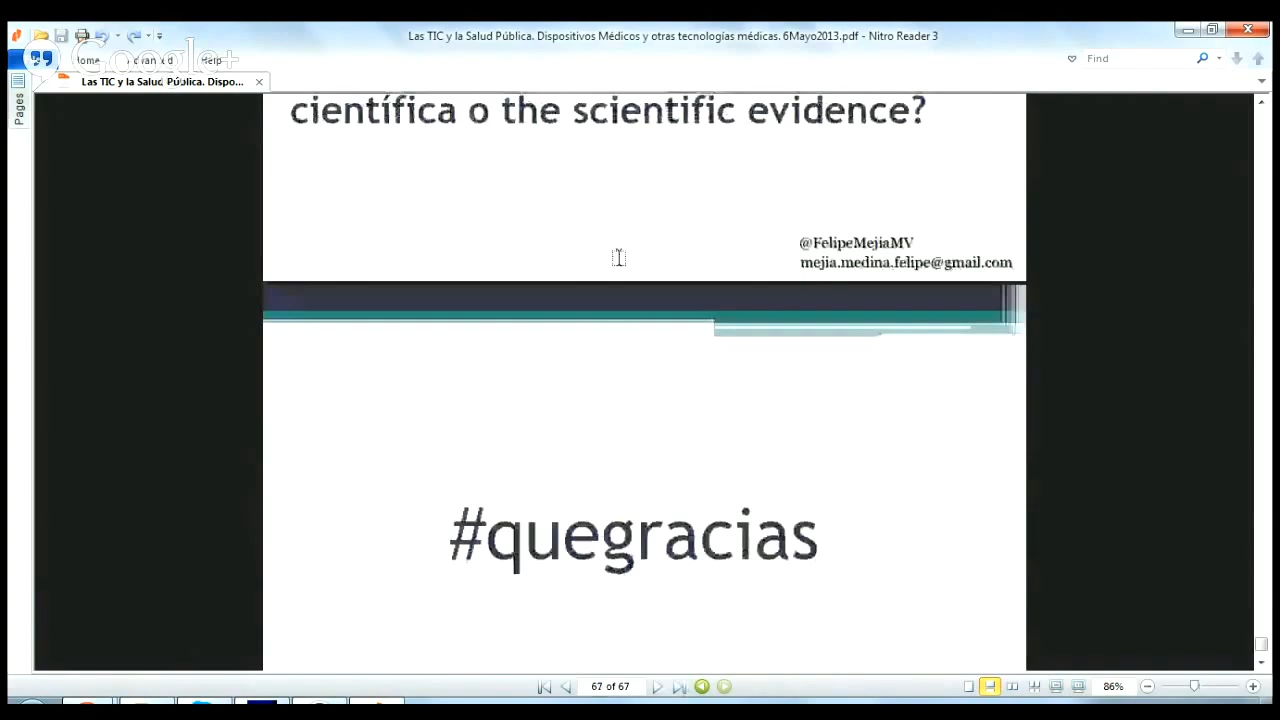 Las TIC y la Salud Pública. Dispositivos Médicos y otras tecnologías médicas. 6Mayo2013.pdf - Nitro Reader 3
Google+
Help
Find
Las TIC y la Salud Pública. Dispo...
Pages
científica o the scientific evidence?
@FelipeMejiaMV
mejia.medina.felipe@gmail.com
#quegracias
67 of 67
86%